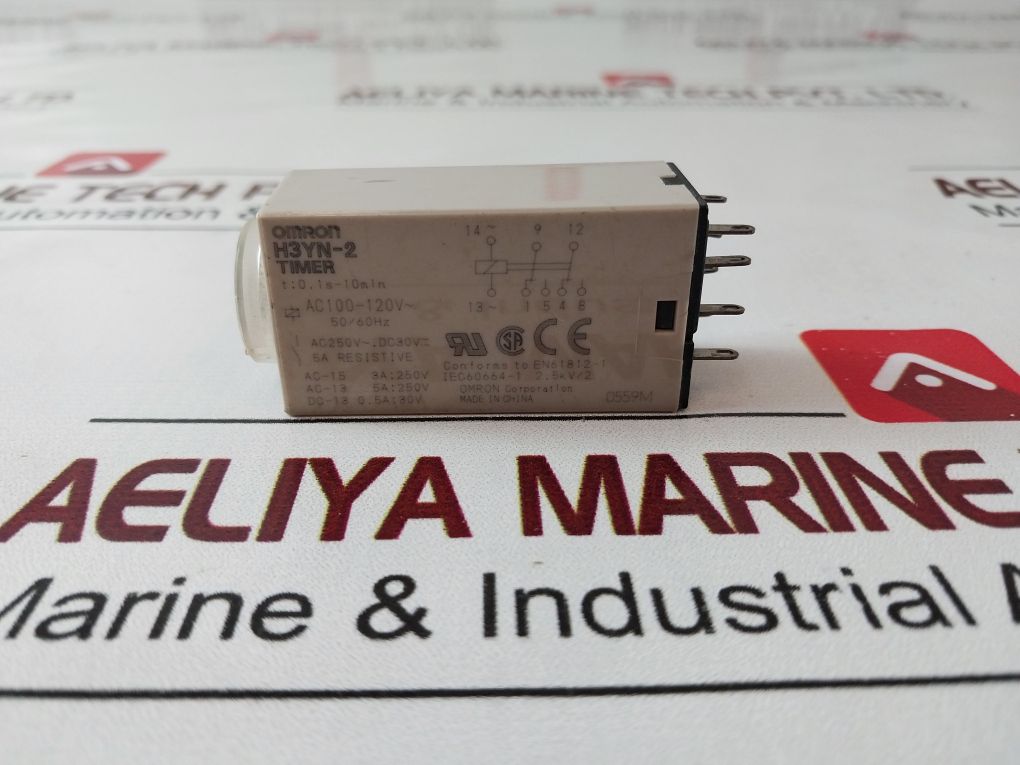 AELIYA MARINE TECH PVT. LTD
E TECH P
utomation &
AE
Ma
omron
H3YN-2
TIMER
t:0.1s-10min
AC100-120V~
50/60Hz
AC250V~.DC30V⎓
5A RESISTIVE
AC-15 3A:250V
AC-13 5A:250V
DC-13 0.5A:30V
14~ 9 12
13~ 1 5 4 8
Conforms to EN61812-1
IEC60664-1 2.5kV/2
OMRON Corporation
MADE IN CHINA
0559M
AELIYA MARINE
Marine & Industrial A